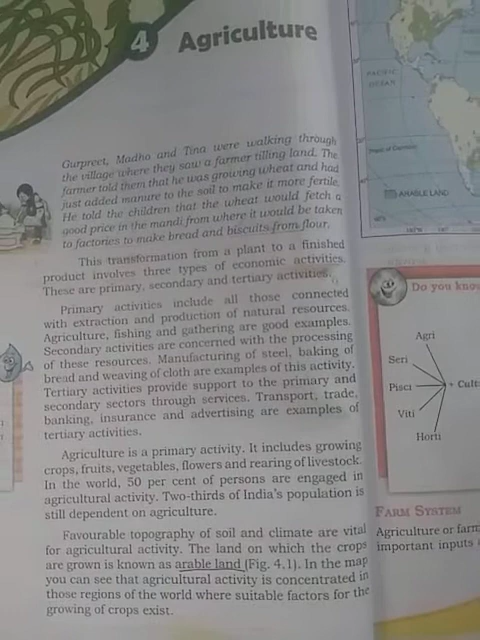 4 Agriculture
Gurpreet, Madho and Tina were walking through
the village where they saw a farmer tilling land. The
farmer told them that he was growing wheat and had
just added manure to the soil to make it more fertile.
He told the children that the wheat would fetch a
good price in the mandi from where it would be taken
to factories to make bread and biscuits from flour.
This transformation from a plant to a finished
product involves three types of economic activities.
These are primary, secondary and tertiary activities.
Primary activities include all those connected
with extraction and production of natural resources.
Agriculture, fishing and gathering are good examples.
Secondary activities are concerned with the processing
of these resources. Manufacturing of steel, baking of
bread and weaving of cloth are examples of this activity.
Tertiary activities provide support to the primary and
secondary sectors through services. Transport, trade,
banking, insurance and advertising are examples of
tertiary activities.
Agriculture is a primary activity. It includes growing
crops, fruits, vegetables, flowers and rearing of livestock.
In the world, 50 per cent of persons are engaged in
agricultural activity. Two-thirds of India's population is
still dependent on agriculture.
Favourable topography of soil and climate are vital
for agricultural activity. The land on which the crops
are grown is known as arable land (Fig. 4.1). In the map
you can see that agricultural activity is concentrated in
those regions of the world where suitable factors for the
growing of crops exist.
PACIFIC
OCEAN
ARABLE LAND
Do you know
Agri
Seri
Pisci
Viti
Horti
+ Cult
FARM SYSTEM
Agriculture or farm
important inputs